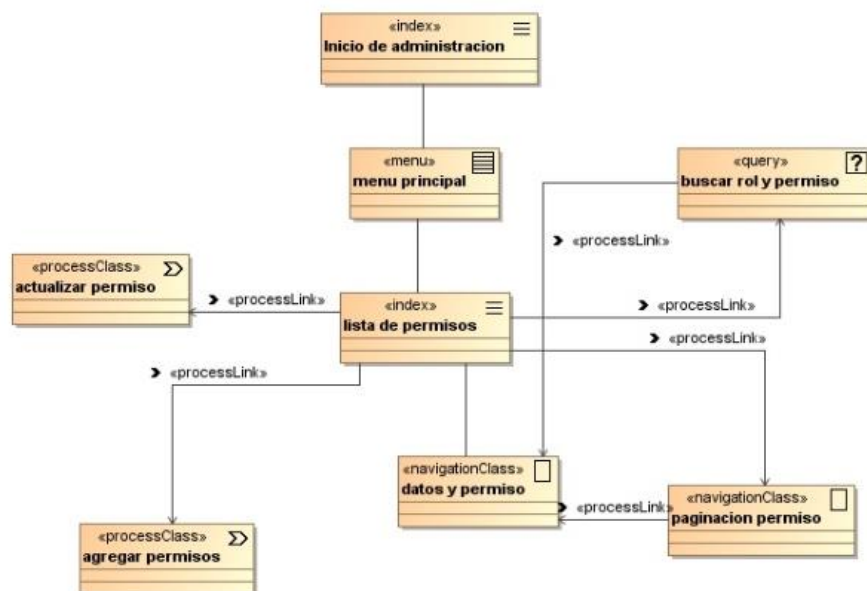 «index»
Inicio de administracion
«menu»
menu principal
«query»
?
buscar rol y permiso
«processLink»
«processClass»
actualizar permiso
«processLink»
«index»
lista de permisos
«processLink»
«processLink»
«processLink»
«navigationClass»
datos y permiso
«processLink»
«navigationClass»
paginacion permiso
«processClass»
agregar permisos